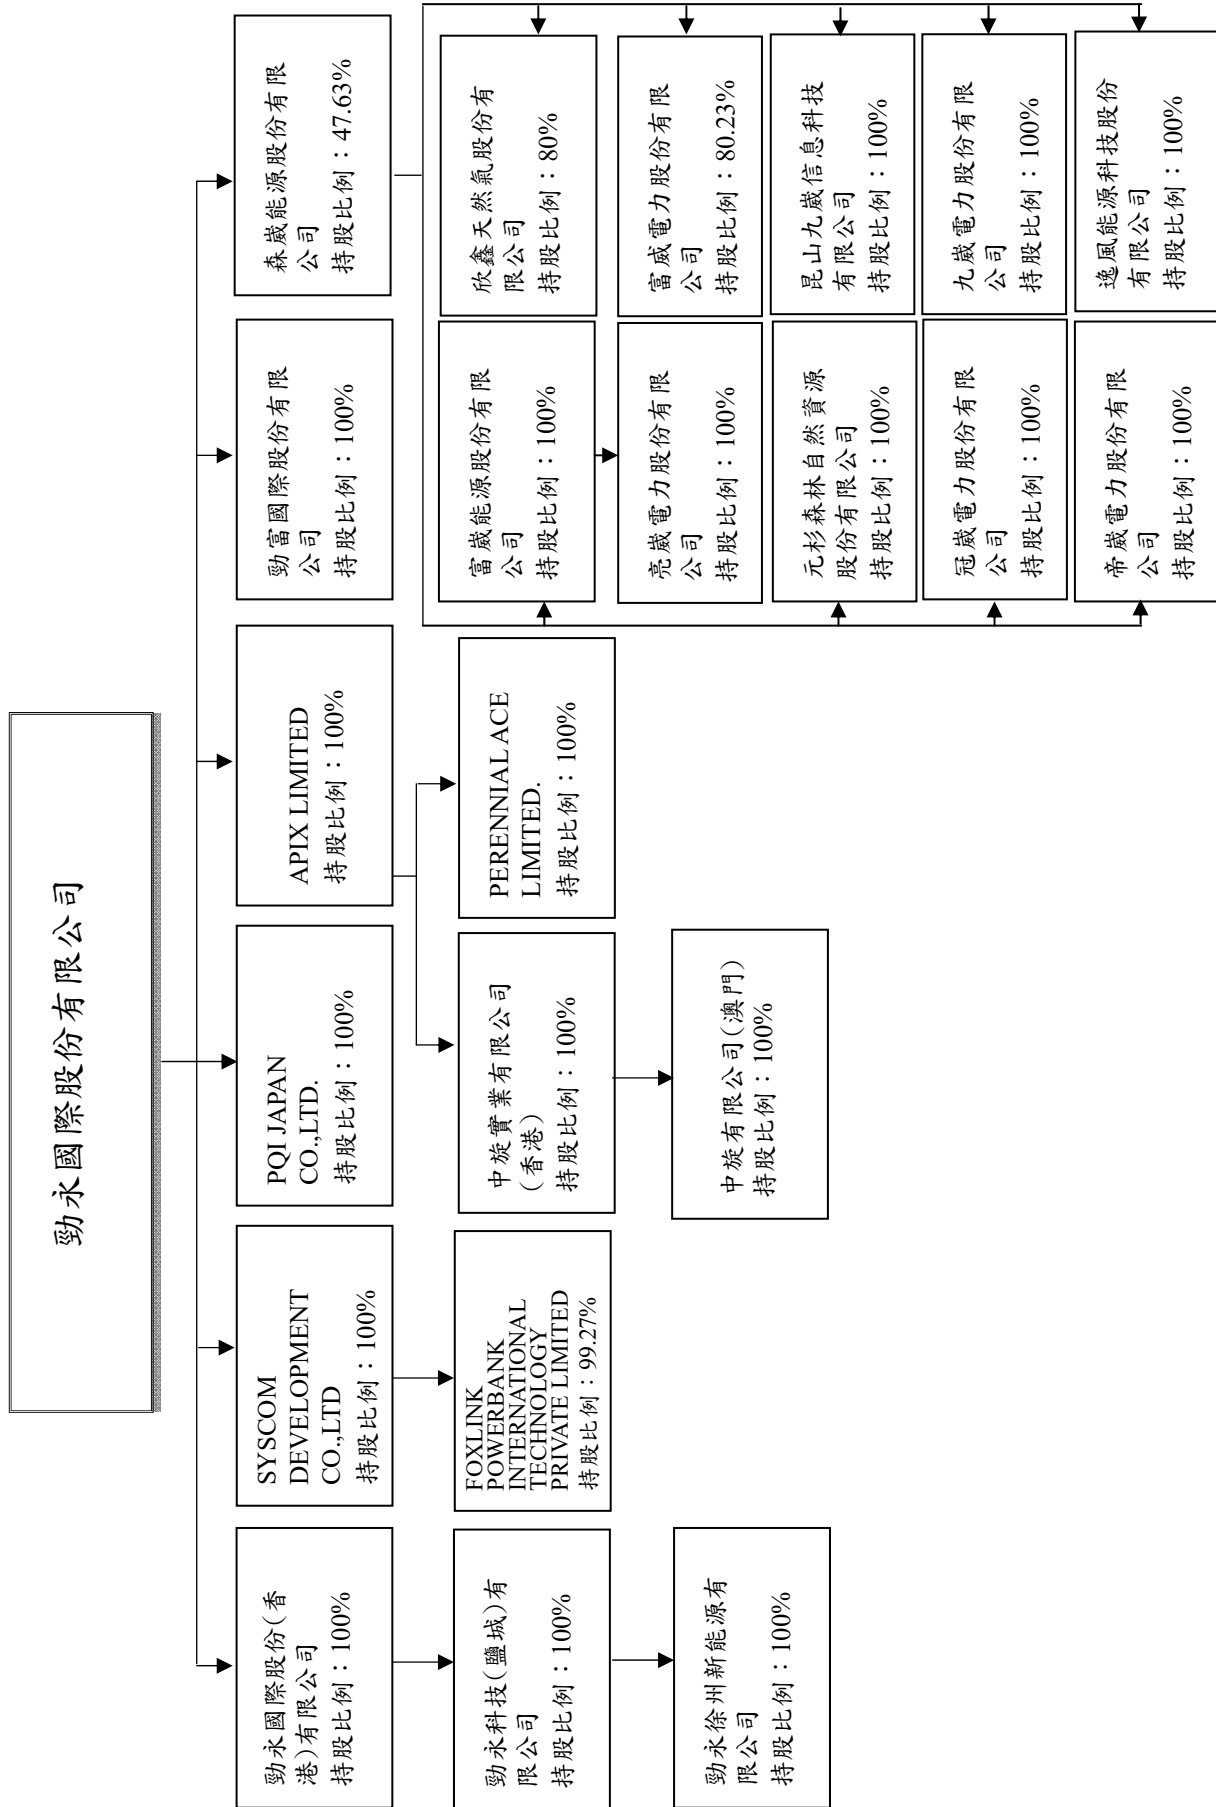 勁永國際股份有限公司
勁永國際股份(香
港)有限公司
持股比例：100%
SYSCOM
DEVELOPMENT
CO.,LTD
持股比例：100%
PQI JAPAN
CO.,LTD.
持股比例：100%
APIX LIMITED
持股比例：100%
勁富國際股份有限
公司
持股比例：100%
森崴能源股份有限
公司
持股比例：47.63%
勁永科技(鹽城)有
限公司
持股比例：100%
FOXLINK
POWERBANK
INTERNATIONAL
TECHNOLOGY
PRIVATE LIMITED
持股比例：99.27%
中旋實業有限公司
(香港)
持股比例：100%
PERENNIAL ACE
LIMITED.
持股比例：100%
富崴能源股份有限
公司
持股比例：100%
欣鑫天然氣股份有
限公司
持股比例：80%
亮崴電力股份有限
公司
持股比例：100%
富威電力股份有限
公司
持股比例：80.23%
勁永徐州新能源有
限公司
持股比例：100%
中旋有限公司(澳門)
持股比例：100%
元杉森林自然資源
股份有限公司
持股比例：100%
昆山九崴信息科技
有限公司
持股比例：100%
冠崴電力股份有限
公司
持股比例：100%
九崴電力股份有限
公司
持股比例：100%
帝崴電力股份有限
公司
持股比例：100%
逸風能源科技股份
有限公司
持股比例：100%